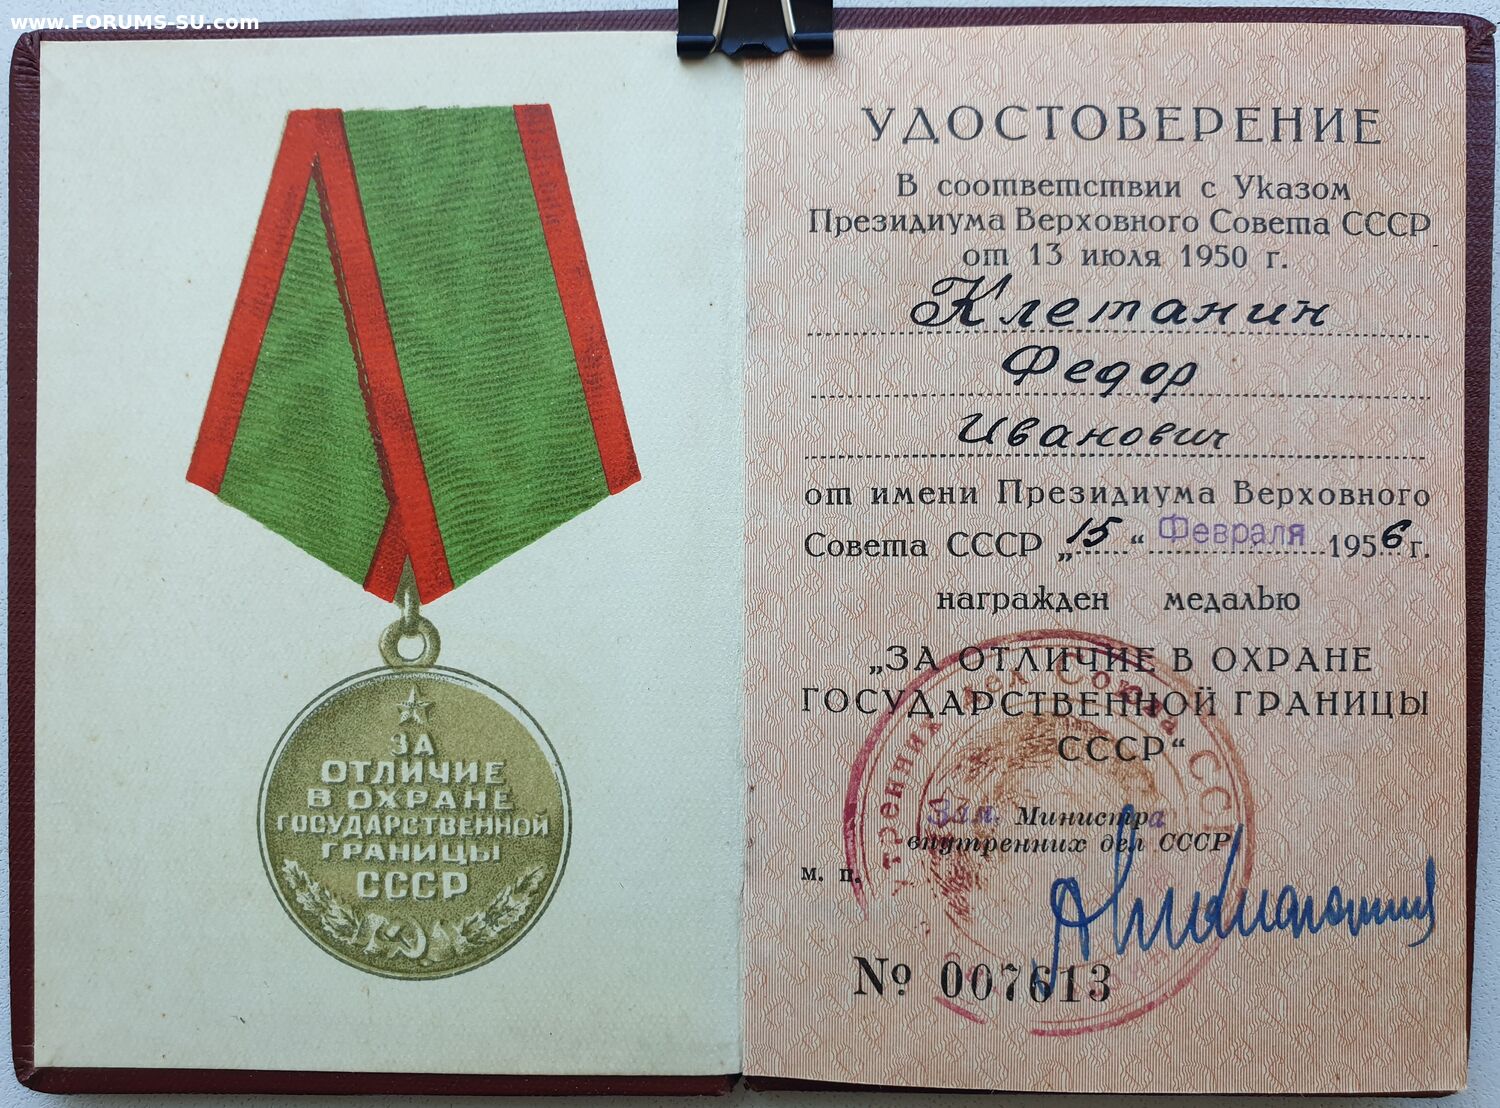 www.FORUMS-SU.com
ЗА
ОТЛИЧИЕ
В ОХРАНЕ
ГОСУДАРСТВЕННОЙ
ГРАНИЦЫ
СССР
УДОСТОВЕРЕНИЕ
В соответствии с Указом
Президиума Верховного Совета СССР
от 13 июля 1950 г.
Клетанин
Федор
Иванович
от имени Президиума Верховного
Совета СССР „15“ Февраля 1956 г.
награжден медалью
„ЗА ОТЛИЧИЕ В ОХРАНЕ
ГОСУДАРСТВЕННОЙ ГРАНИЦЫ
СССР“
Зам. Министра
внутренних дел СССР
м. п.
№ 007613